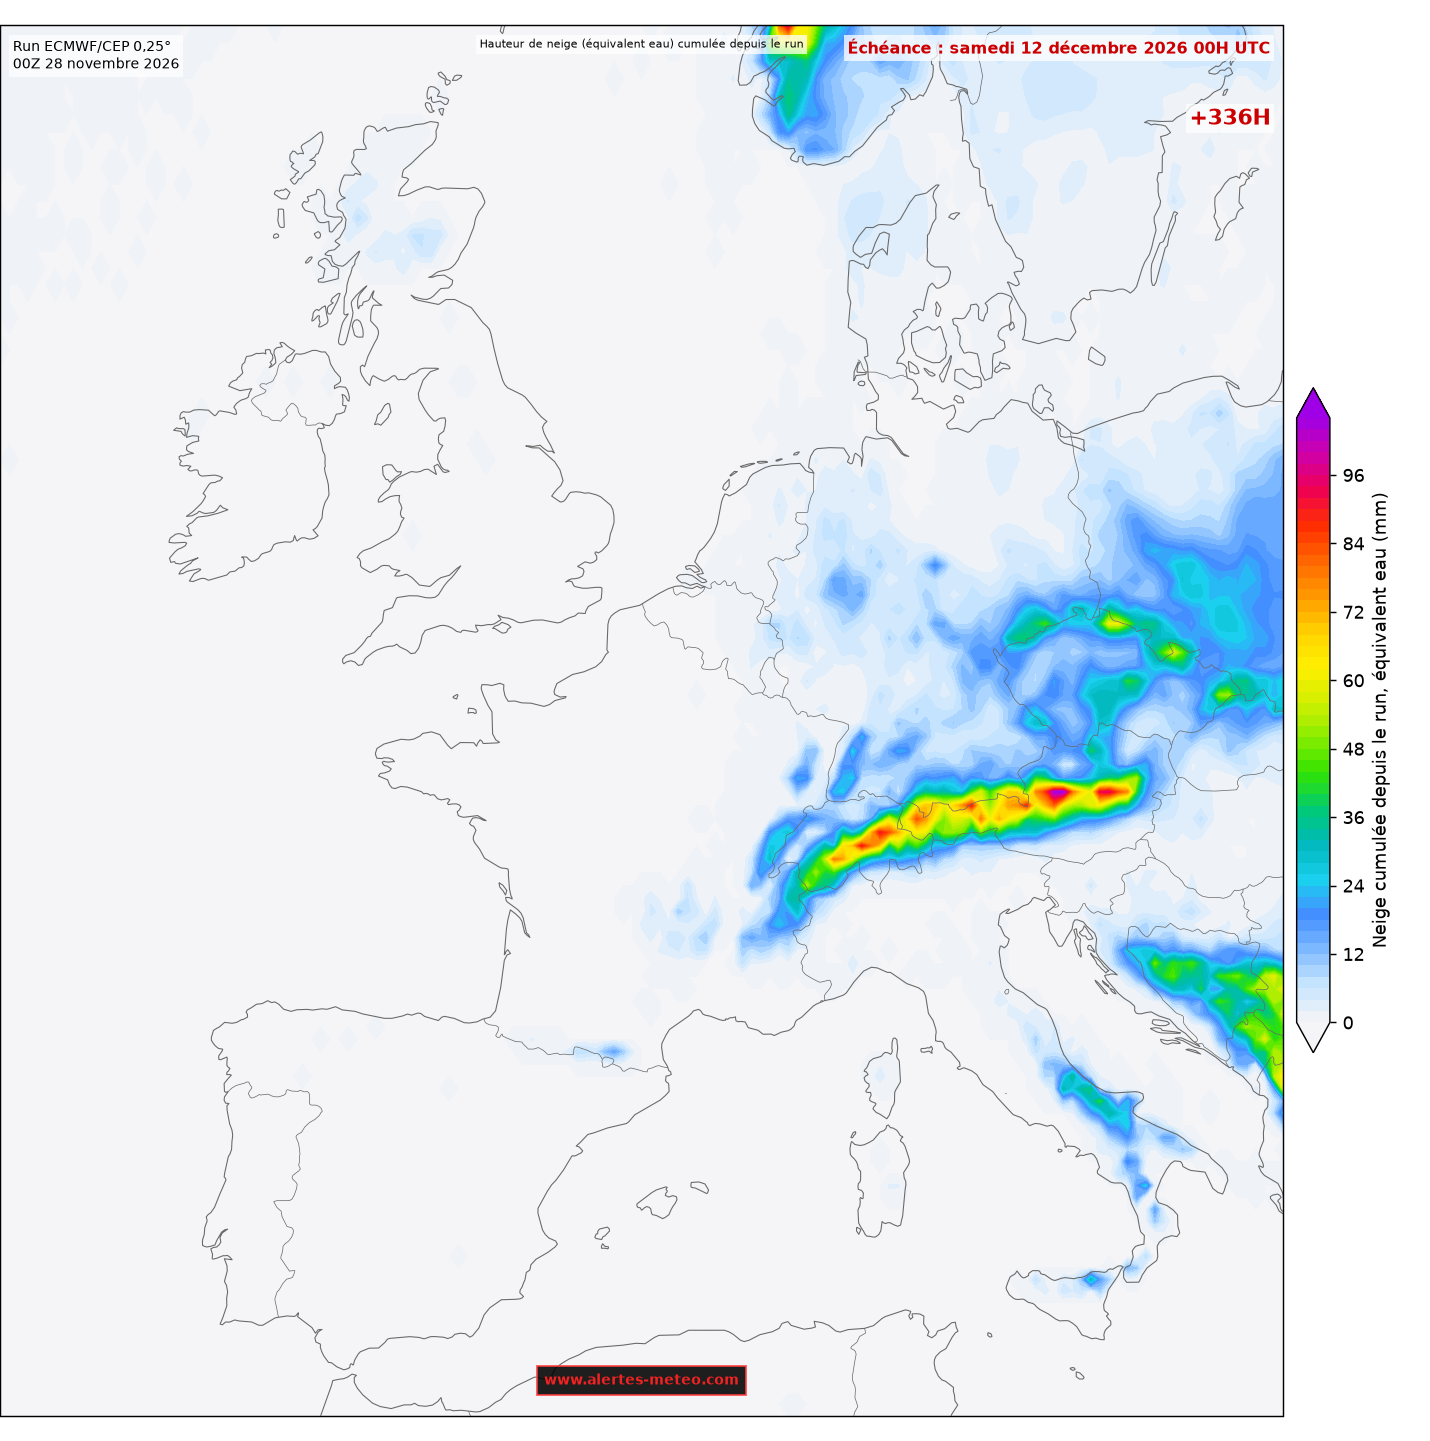 Run ECMWF/CEP 0,25°
00Z 28 novembre 2026
Hauteur de neige (équivalent eau) cumulée depuis le run
Échéance : samedi 12 décembre 2026 00H UTC
+336H
96
84
72
60
48
36
24
12
0
Neige cumulée depuis le run, équivalent eau (mm)
www.alertes-meteo.com